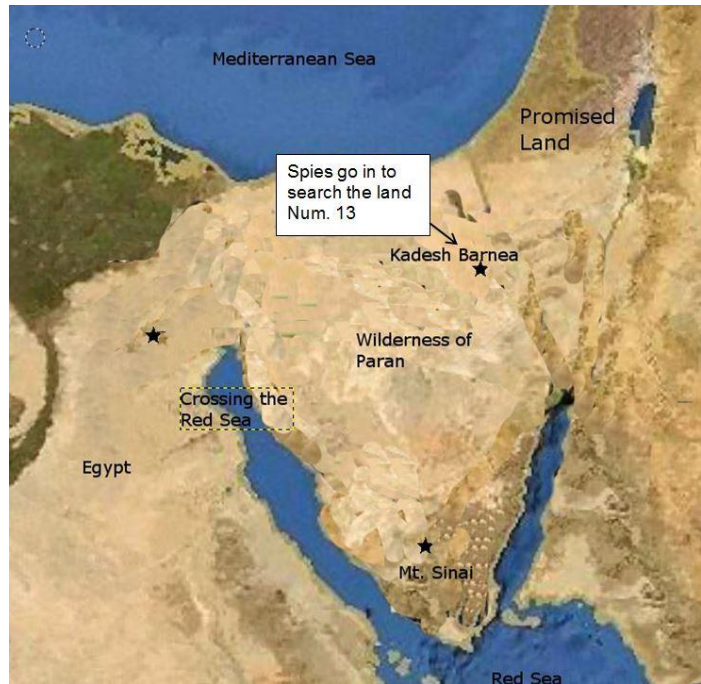 Mediterranean Sea
Promised
Land
Spies go in to
search the land
Num. 13
Kadesh Barnea
Wilderness of
Paran
Crossing the
Red Sea
Egypt
Mt. Sinai
Red Sea